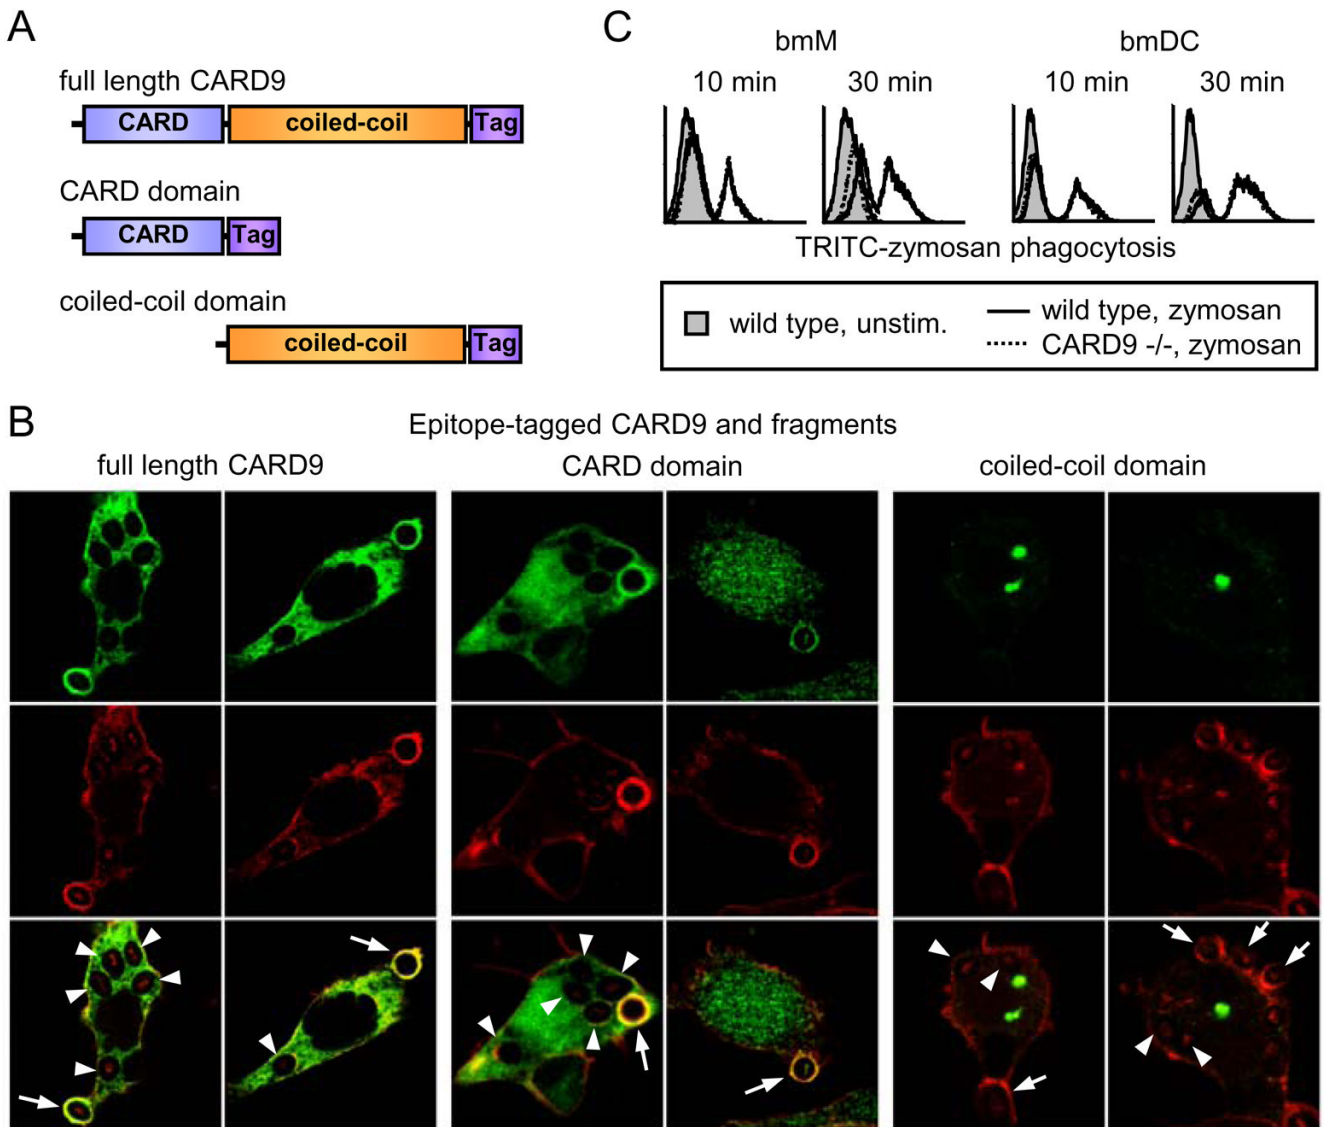 A
full length CARD9
CARD coiled-coil Tag
CARD domain
CARD Tag
coiled-coil domain
coiled-coil Tag
C
bmM bmDC
10 min 30 min 10 min 30 min
TRITC-zymosan phagocytosis
wild type, unstim.
wild type, zymosan
CARD9 -/-, zymosan
B
Epitope-tagged CARD9 and fragments
full length CARD9 CARD domain coiled-coil domain